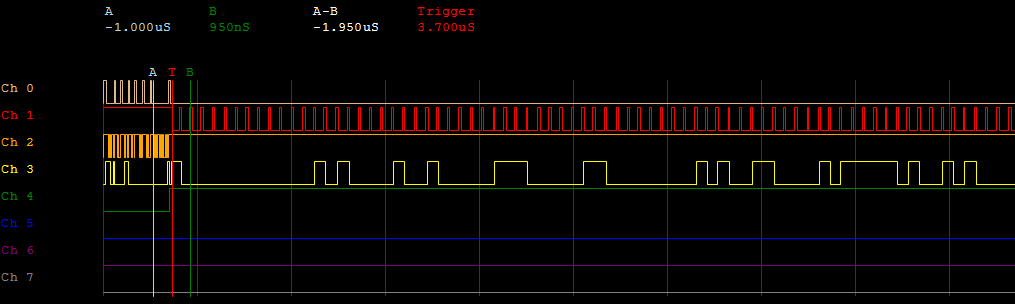 A B A-B Trigger
-1.000uS 950nS -1.950uS 3.700uS
A T B
Ch 0
Ch 1
Ch 2
Ch 3
Ch 4
Ch 5
Ch 6
Ch 7